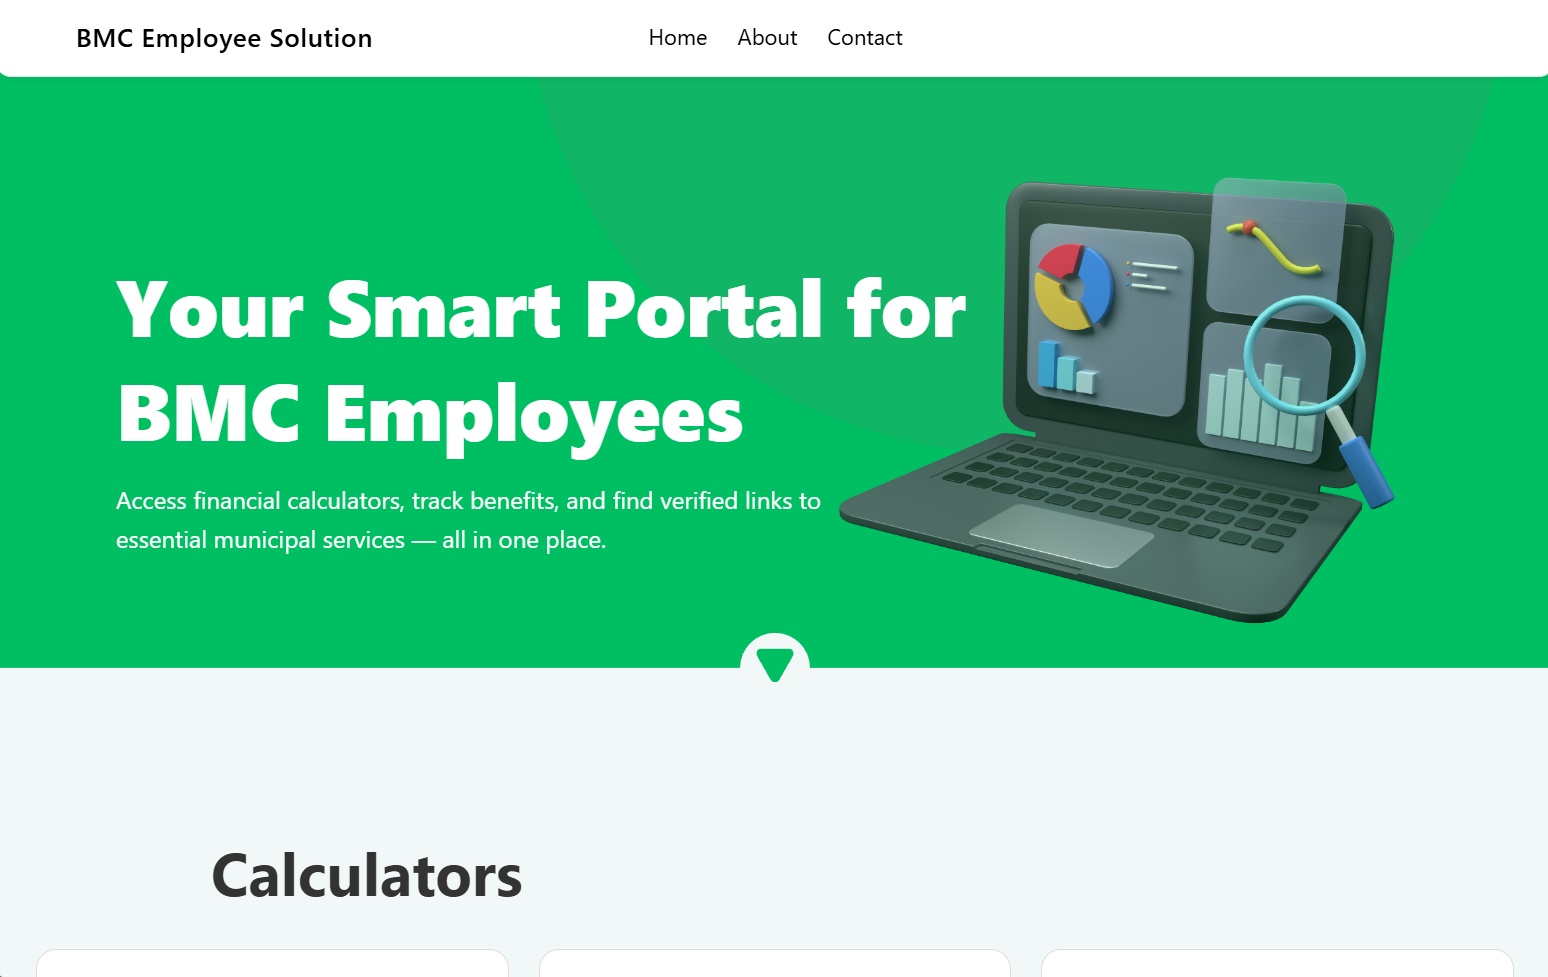 BMC Employee Solution
Home About Contact
Your Smart Portal for
BMC Employees
Access financial calculators, track benefits, and find verified links to
essential municipal services — all in one place.
Calculators